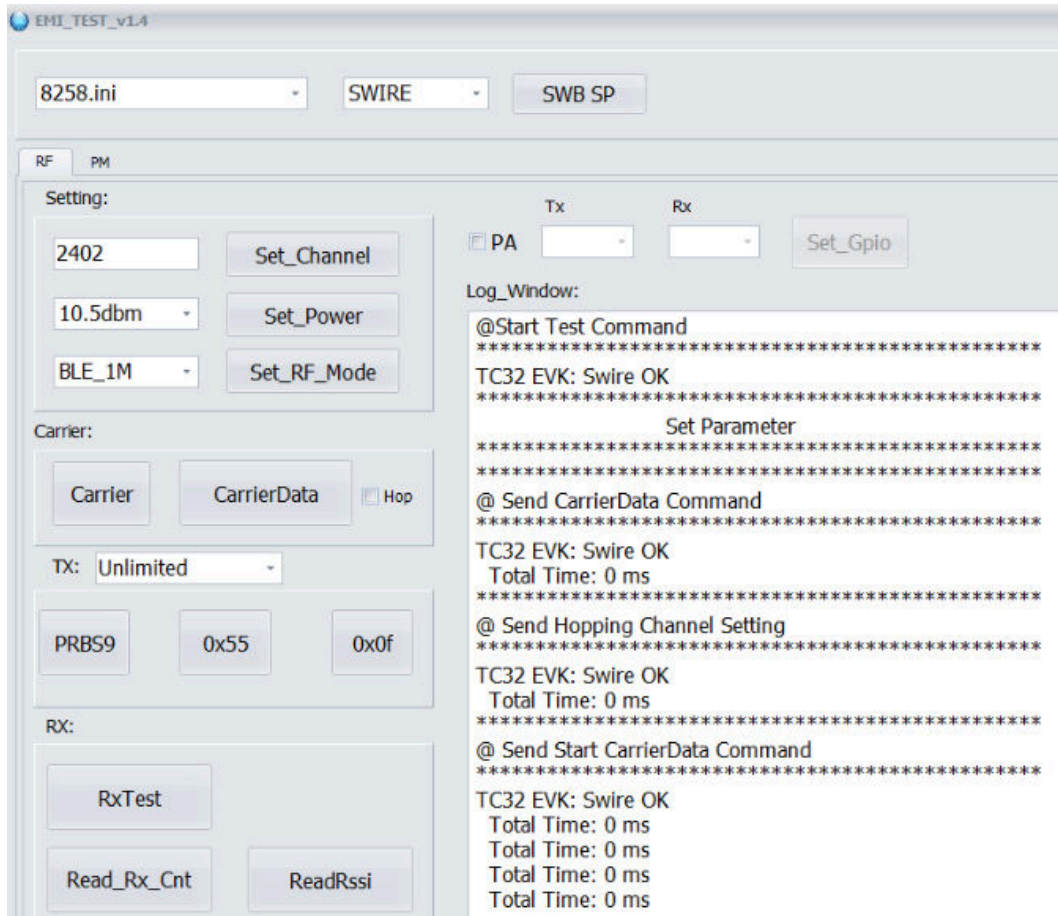 EMI_TEST_v1.4
8258.ini
SWIRE
SWB SP
RF
PM
Setting:
2402
Set_Channel
10.5dbm
Set_Power
BLE_1M
Set_RF_Mode
Carrier:
Carrier
CarrierData
Hop
TX:
Unlimited
PRBS9
0x55
0x0f
RX:
RxTest
Read_Rx_Cnt
ReadRssi
Tx
Rx
PA
Set_Gpio
Log_Window:
@Start Test Command
************************************************
TC32 EVK: Swire OK
************************************************
Set Parameter
************************************************
************************************************
@ Send CarrierData Command
************************************************
TC32 EVK: Swire OK
Total Time: 0 ms
************************************************
@ Send Hopping Channel Setting
************************************************
TC32 EVK: Swire OK
Total Time: 0 ms
************************************************
@ Send Start CarrierData Command
************************************************
TC32 EVK: Swire OK
Total Time: 0 ms
Total Time: 0 ms
Total Time: 0 ms
Total Time: 0 ms